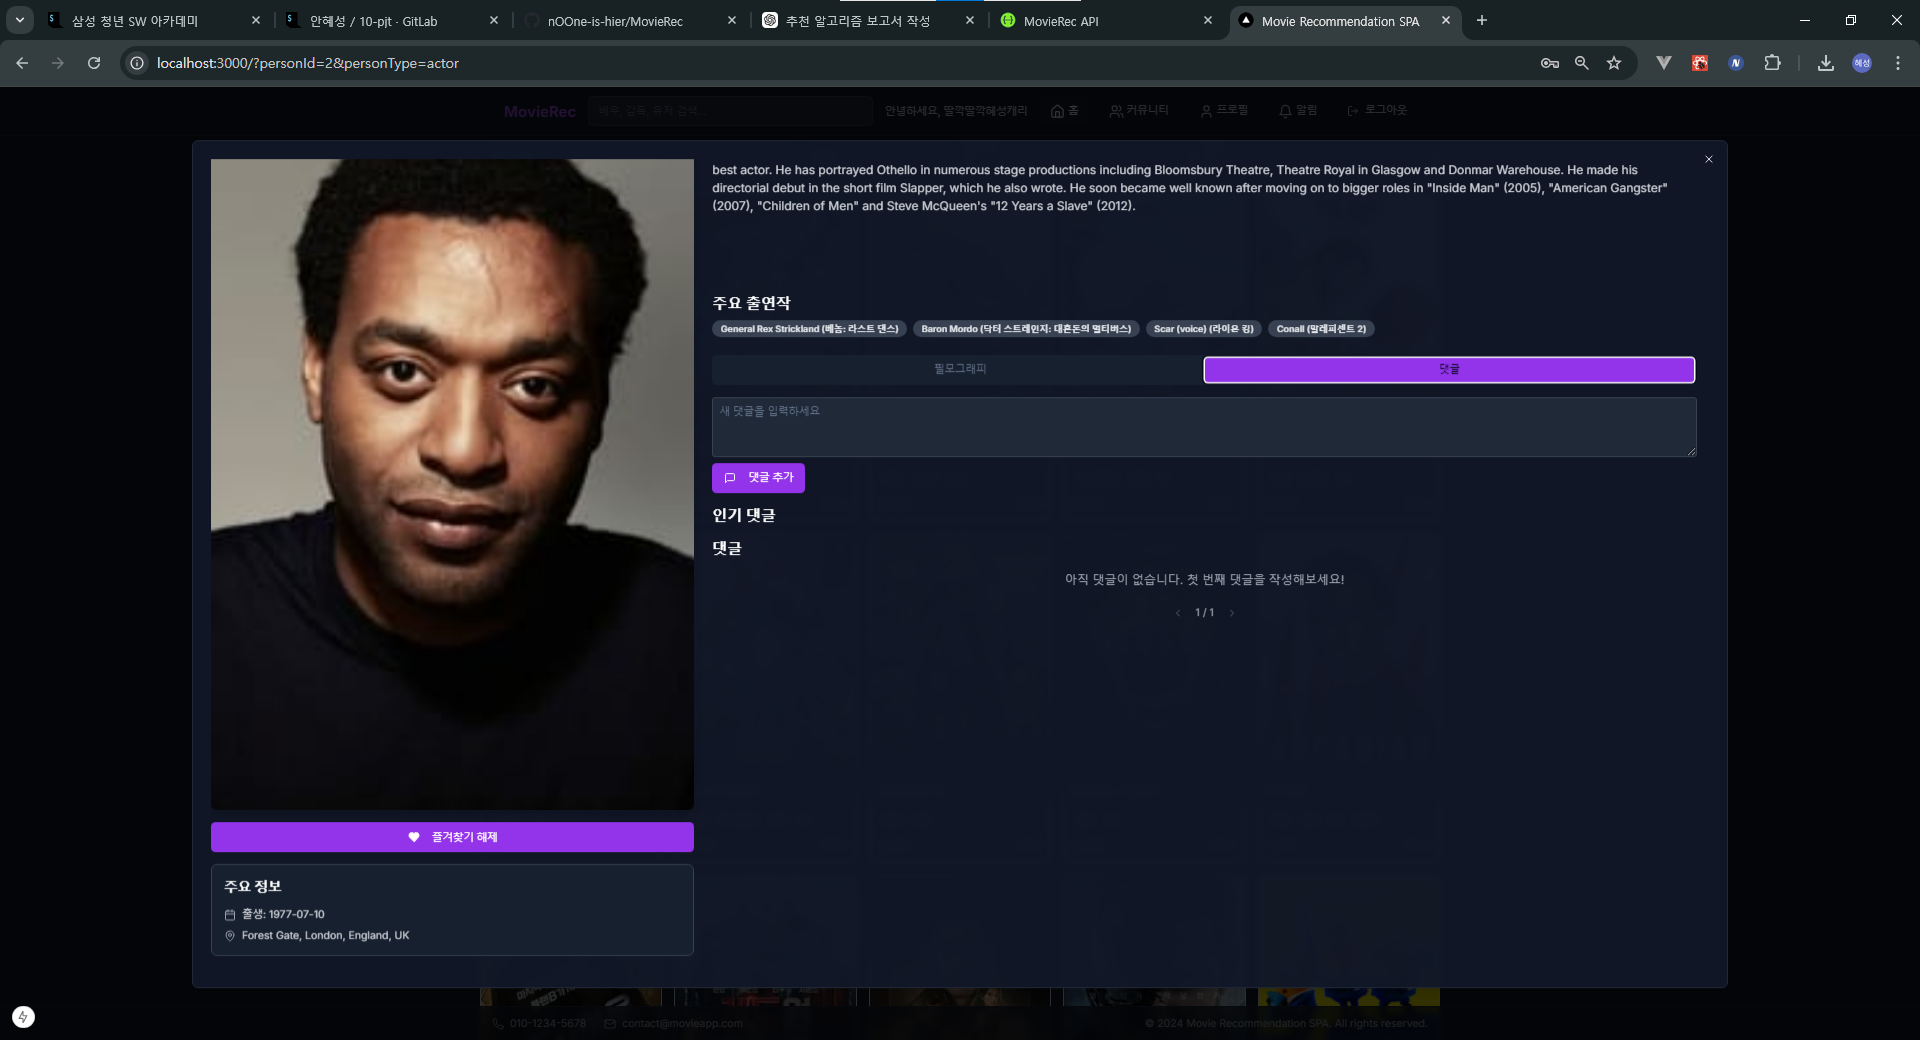 삼성 청년 SW 아카데미
안혜성 / 10-pjt · GitLab
nOOne-is-hier/MovieRec
추천 알고리즘 보고서 작성
MovieRec API
Movie Recommendation SPA
localhost:3000/?personId=2&personType=actor
혜성
MovieRec
배우, 감독, 유저 검색...
안녕하세요, 딸깍딸깍혜성캐리
홈
커뮤니티
프로필
알림
로그아웃
best actor. He has portrayed Othello in numerous stage productions including Bloomsbury Theatre, Theatre Royal in Glasgow and Donmar Warehouse. He made his
directorial debut in the short film Slapper, which he also wrote. He soon became well known after moving on to bigger roles in "Inside Man" (2005), "American Gangster"
(2007), "Children of Men" and Steve McQueen's "12 Years a Slave" (2012).
주요 출연작
General Rex Strickland (베놈: 라스트 댄스)
Baron Mordo (닥터 스트레인지: 대혼돈의 멀티버스)
Scar (voice) (라이온 킹)
Conall (말레피센트 2)
필모그래피
댓글
새 댓글을 입력하세요
댓글 추가
인기 댓글
댓글
아직 댓글이 없습니다. 첫 번째 댓글을 작성해보세요!
1 / 1
즐겨찾기 해제
주요 정보
출생: 1977-07-10
Forest Gate, London, England, UK
010-1234-5678
contact@movieapp.com
© 2024 Movie Recommendation SPA. All rights reserved.